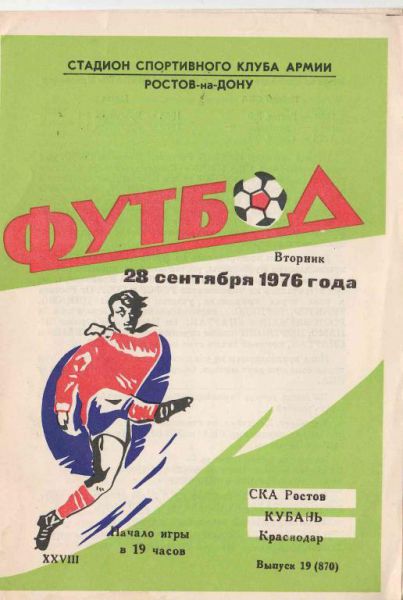 СТАДИОН СПОРТИВНОГО КЛУБА АРМИИ
РОСТОВ-на-ДОНУ
ФУТБОЛ
Вторник
28 сентября 1976 года
СКА Ростов
КУБАНЬ
Краснодар
Начало игры
в 19 часов
XXVIII
Выпуск 19 (870)